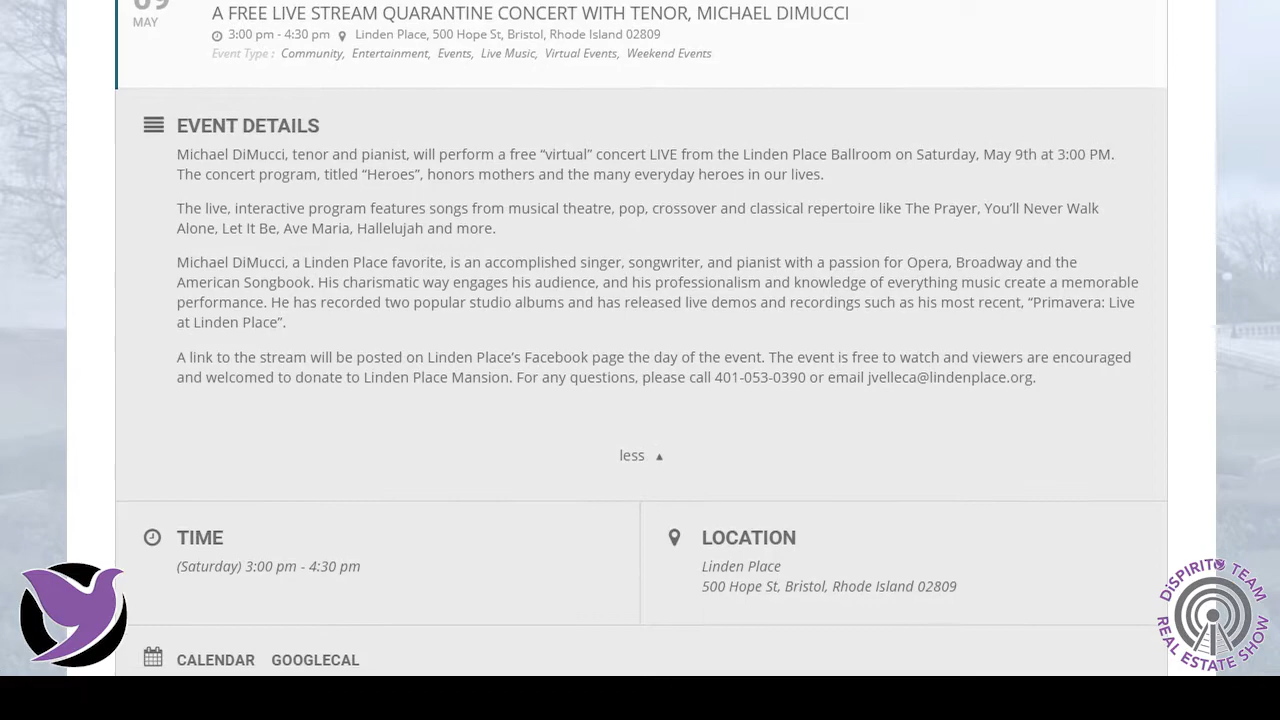 09
MAY
A FREE LIVE STREAM QUARANTINE CONCERT WITH TENOR, MICHAEL DIMUCCI
3:00 pm - 4:30 pm Linden Place, 500 Hope St, Bristol, Rhode Island 02809
Event Type : Community, Entertainment, Events, Live Music, Virtual Events, Weekend Events
EVENT DETAILS
Michael DiMucci, tenor and pianist, will perform a free “virtual” concert LIVE from the Linden Place Ballroom on Saturday, May 9th at 3:00 PM.
The concert program, titled “Heroes”, honors mothers and the many everyday heroes in our lives.
The live, interactive program features songs from musical theatre, pop, crossover and classical repertoire like The Prayer, You’ll Never Walk
Alone, Let It Be, Ave Maria, Hallelujah and more.
Michael DiMucci, a Linden Place favorite, is an accomplished singer, songwriter, and pianist with a passion for Opera, Broadway and the
American Songbook. His charismatic way engages his audience, and his professionalism and knowledge of everything music create a memorable
performance. He has recorded two popular studio albums and has released live demos and recordings such as his most recent, “Primavera: Live
at Linden Place”.
A link to the stream will be posted on Linden Place’s Facebook page the day of the event. The event is free to watch and viewers are encouraged
and welcomed to donate to Linden Place Mansion. For any questions, please call 401-053-0390 or email jvelleca@lindenplace.org.
less ▲
TIME
(Saturday) 3:00 pm - 4:30 pm
LOCATION
Linden Place
500 Hope St, Bristol, Rhode Island 02809
CALENDAR GOOGLECAL
DiSPIRITO TEAM
REAL ESTATE SHOW